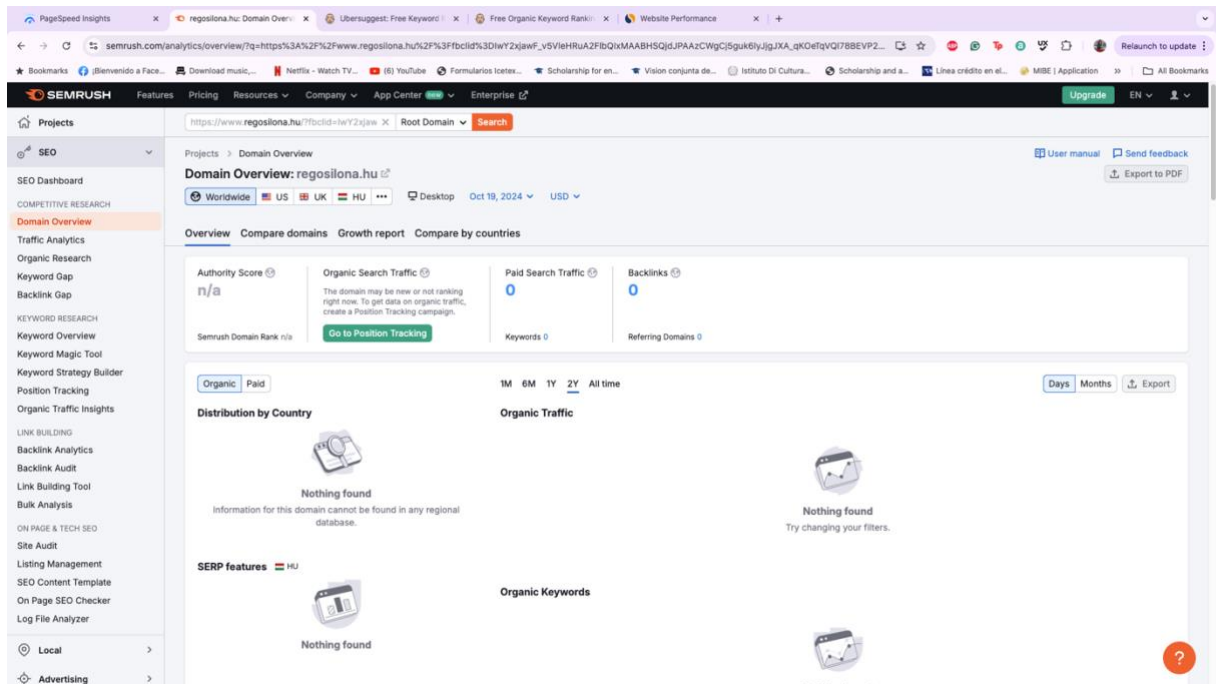 PageSpeed Insights
regosilona.hu: Domain Overv
Ubersuggest: Free Keyword
Free Organic Keyword Rankin
Website Performance
semrush.com/analytics/overview/?q=https%3A%2F%2Fwww.regosilona.hu%2F%3Ffbclid%3DIwY2xjawF_
Relaunch to update
Bookmarks
¡Bienvenido a Face...
Download music,...
Netflix - Watch TV...
(6) YouTube
Formularios Icetex...
Scholarship for en...
Vision conjunta de...
Istituto Di Cultura...
Scholarship and a...
Linea crédito en el...
MIBE | Application
All Bookmarks
SEMRUSH
Features
Pricing
Resources
Company
App Center new
Enterprise
Upgrade
EN
Projects
https://www.regosilona.hu/?fbclid=IwY2xjaw
Root Domain
Search
SEO
Projects > Domain Overview
User manual
Send feedback
Domain Overview: regosilona.hu
Export to PDF
Worldwide
US
UK
HU
...
Desktop
Oct 19, 2024
USD
Overview
Compare domains
Growth report
Compare by countries
SEO Dashboard
COMPETITIVE RESEARCH
Domain Overview
Traffic Analytics
Organic Research
Keyword Gap
Backlink Gap
KEYWORD RESEARCH
Keyword Overview
Keyword Magic Tool
Keyword Strategy Builder
Position Tracking
Organic Traffic Insights
LINK BUILDING
Backlink Analytics
Backlink Audit
Link Building Tool
Bulk Analysis
ON PAGE & TECH SEO
Site Audit
Listing Management
SEO Content Template
On Page SEO Checker
Log File Analyzer
Local
Advertising
Authority Score
n/a
Semrush Domain Rank n/a
Organic Search Traffic
The domain may be new or not ranking
right now. To get data on organic traffic,
create a Position Tracking campaign.
Go to Position Tracking
Paid Search Traffic
0
Keywords 0
Backlinks
0
Referring Domains 0
Organic
Paid
1M 6M 1Y 2Y All time
Days
Months
Export
Distribution by Country
Nothing found
Information for this domain cannot be found in any regional
database.
Organic Traffic
Nothing found
Try changing your filters.
SERP features HU
Nothing found
Organic Keywords
?